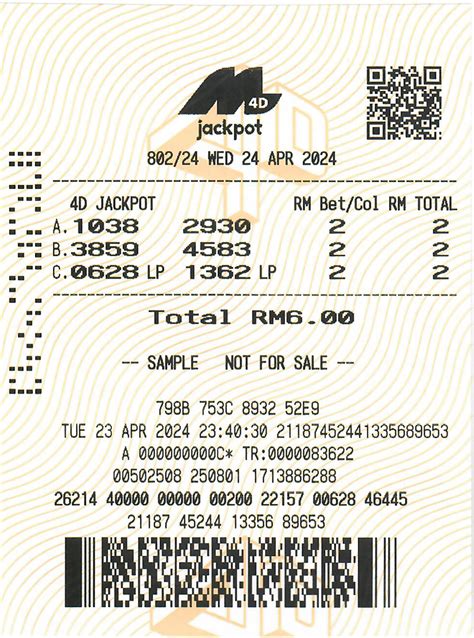 M 4D
jackpot
802/24 WED 24 APR 2024
4D JACKPOT RM Bet/Col RM TOTAL
A. 1038 2930 2 2
B. 3859 4583 2 2
C. 0628 LP 1362 LP 2 2
Total RM6.00
-- SAMPLE NOT FOR SALE --
798B 753C 8932 52E9
TUE 23 APR 2024 23:40:30 21187452441335689653
A 000000000C* TR:0000083622
00502508 250801 1713886288
26214 40000 00000 00200 22157 00628 46445
21187 45244 13356 89653